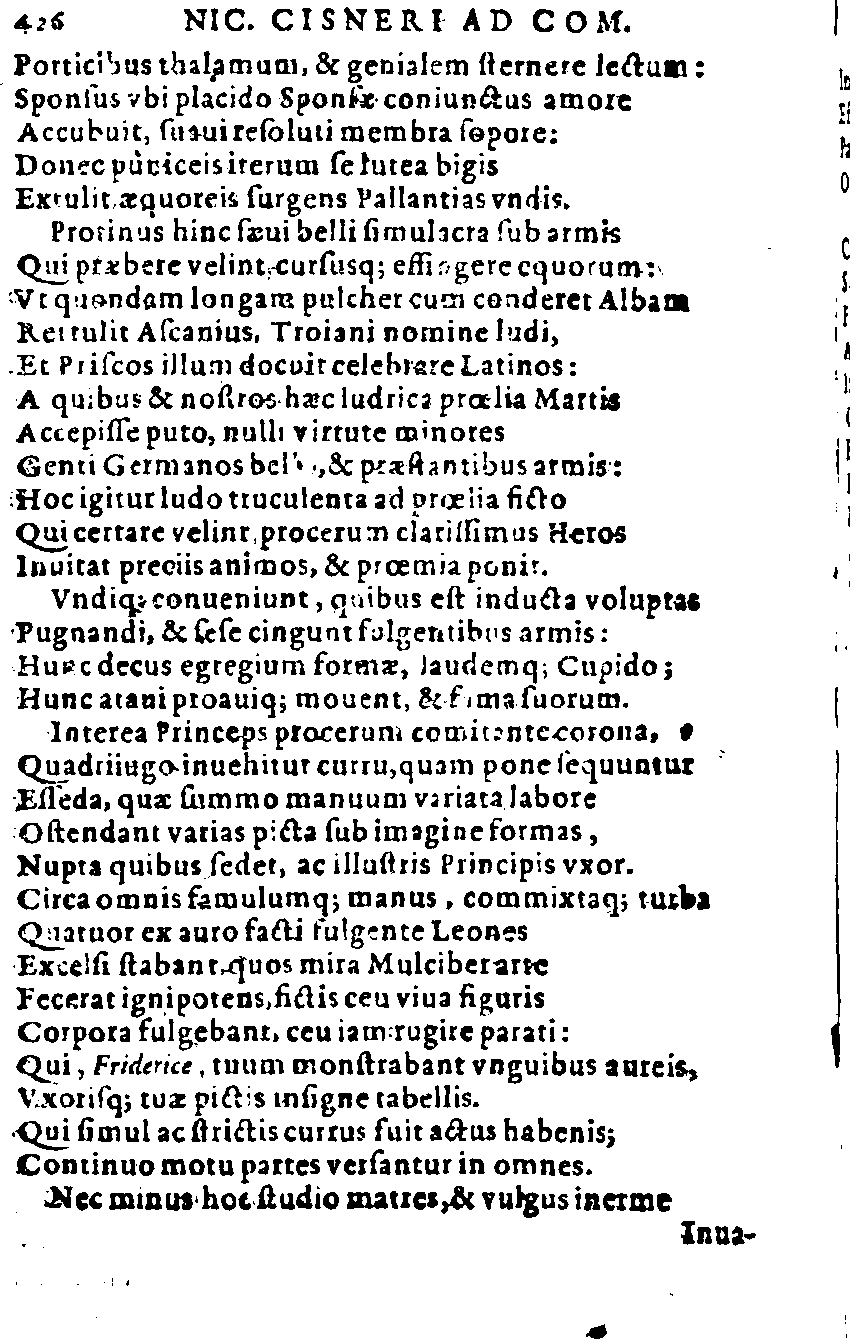 426 NIC. CISNERI AD COM.
Porticibus thalamum, & genialem ſternere lectum:
Sponſus vbi placido Sponſæ coniunctus amore
Accubuit, ſuaui reſoluti membra ſopore:
Donec puniceis iterum ſe lutea bigis
Extulit æquoreis ſurgens Pallantias vndis.
Protinus hinc ſæui belli ſimulacra ſub armis
Qui præbere velint, curſusq; effingere equorum:
Vt quondam longam pulcher cum conderet Albam
Rettulit Aſcanius, Troiani nomine ludi,
Et Priſcos illum docuit celebrare Latinos:
A quibus & noſtros hæc ludrica prœlia Martis
Accepiſſe puto, nulli virtute minores
Genti Germanos bello, & præſtantibus armis:
Hoc igitur ludo truculenta ad prœlia ficto
Qui certare velint, procerum clariſſimus Heros
Inuitat preciis animos, & prœmia ponit.
Vndiq; conueniunt, quibus eſt inducta voluptas
Pugnandi, & ſeſe cingunt fulgentibus armis:
Hunc decus egregium formæ, laudemq; Cupido;
Hunc atani proauiq; mouent, & fama ſuorum.
Interea Princeps procerum comitante corona,
Quadriiugo inuehitur curru, quam pone ſequuntur
Eſſeda, quæ ſummo manuum variata labore
Oſtendant varias picta ſub imagine formas,
Nupta quibus ſedet, ac illuſtris Principis vxor.
Circa omnis famulumq; manus, commixtaq; turba
Quatuor ex auro facti fulgente Leones
Excelſi ſtabant, quos mira Mulciber arte
Fecerat ignipotens, fictis ceu viua figuris
Corpora fulgebant, ceu iam rugire parati:
Qui, Friderice, tuum monſtrabant vnguibus aureis,
Vxoriſq; tuæ pictis inſigne tabellis.
Qui ſimul ac ſtrictis currus fuit actus habenis;
Continuo motu partes verſantur in omnes.
Nec minus hoc ſtudio matres, & vulgus inerme
Inua-